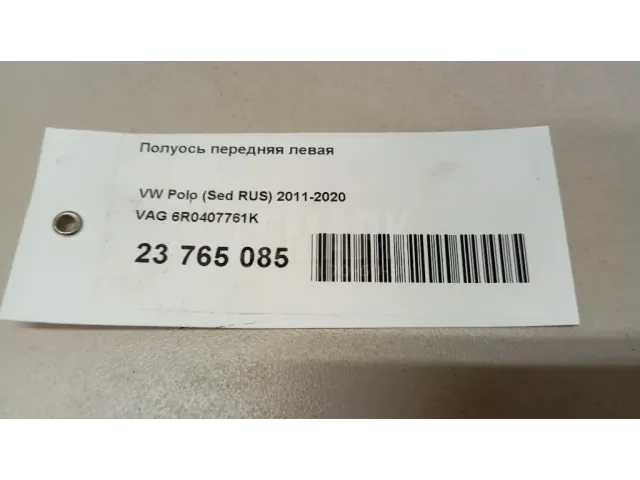 Полуось передняя левая
VW Polo (Sed RUS) 2011-2020
VAG 6R0407761K
23 765 085